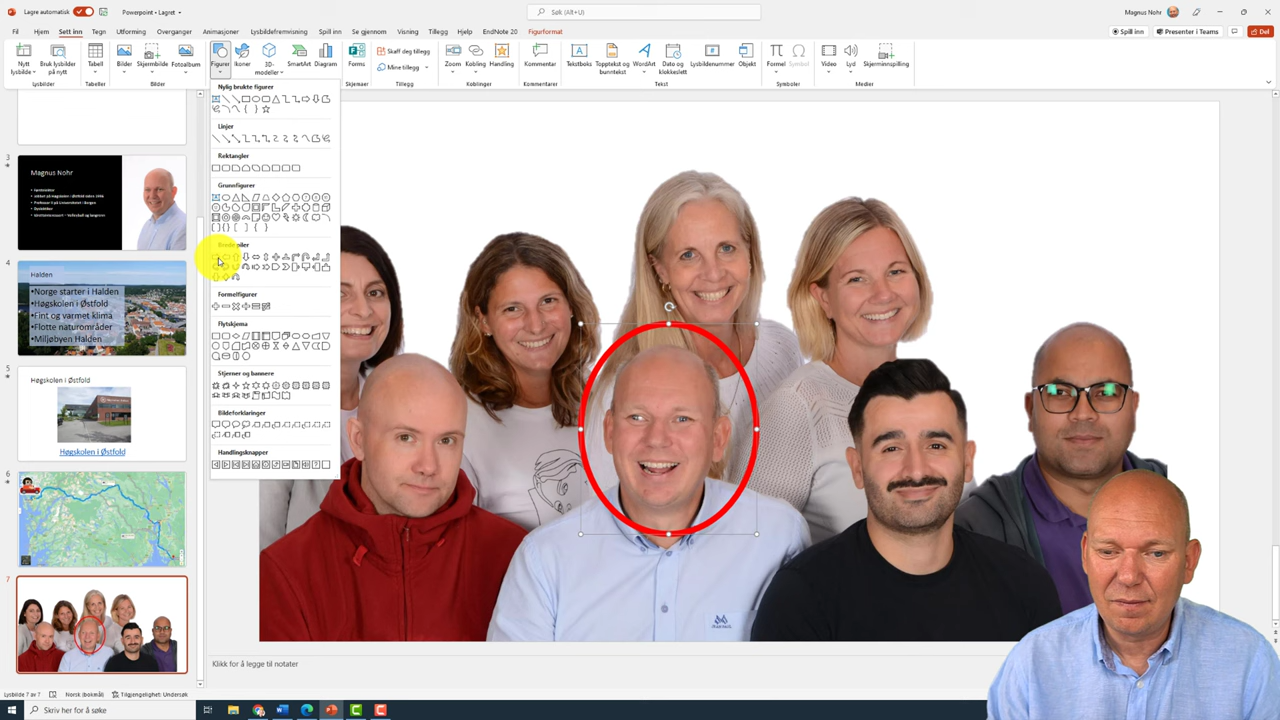 Lagre automatisk
Powerpoint • Lagret
Søk (Alt+U)
Magnus Nohr
Fil Hjem Sett inn Tegn Utforming Overganger Animasjoner Lysbildefremvisning Spill inn Se gjennom Visning Tillegg Hjelp EndNote 20 Figurformat
Spill inn Presenter i Teams Del
Nytt lysbilde
Bruk lysbilder på nytt
Tabell
Bilder
Skjermbilde
Fotoalbum
Figurer
Ikoner
3D-modeller
SmartArt
Diagram
Forms
Skaff deg tillegg
Mine tillegg
Zoom
Kobling
Handling
Kommentar
Tekstboks
Topptekst og bunntekst
WordArt
Dato og klokkeslett
Lysbildenummer
Objekt
Formel
Symbol
Video
Lyd
Skjerminnspilling
Lysbilder Tabeller Bilder Skjemaer Tillegg Koblinger Kommentarer Tekst Symboler Medier
Nylig brukte figurer
Linjer
Rektangler
Grunnfigurer
Brede piler
Formelfigurer
Flytskjema
Stjerner og bannere
Bildeforklaringer
Handlingsknapper
3
Magnus Nohr
4
Halden
•Norge starter i Halden
•Høgskolen i Østfold
•Fint og varmet klima
•Flotte naturområder
•Miljøbyen Halden
5
Høgskolen i Østfold
Høgskolen i Østfold
6
7
Klikk for å legge til notater
Lysbilde 7 av 7
Norsk (bokmål)
Tilgjengelighet: Undersøk
Skriv her for å søke